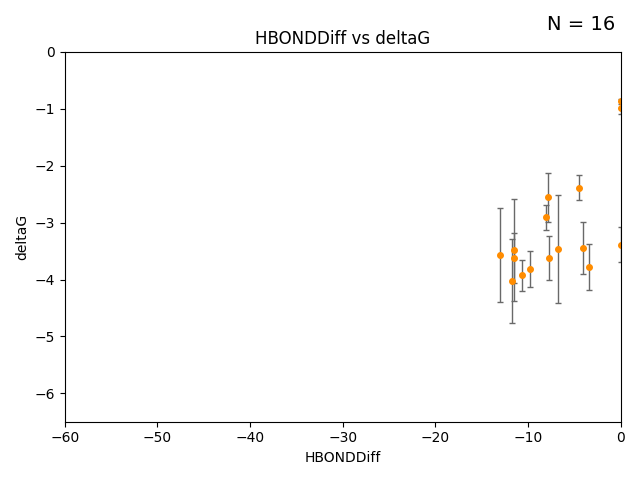 N = 16
HBONDDiff vs deltaG
0
−1
−2
−3
−4
−5
−6
deltaG
−60 −50 −40 −30 −20 −10 0
HBONDDiff